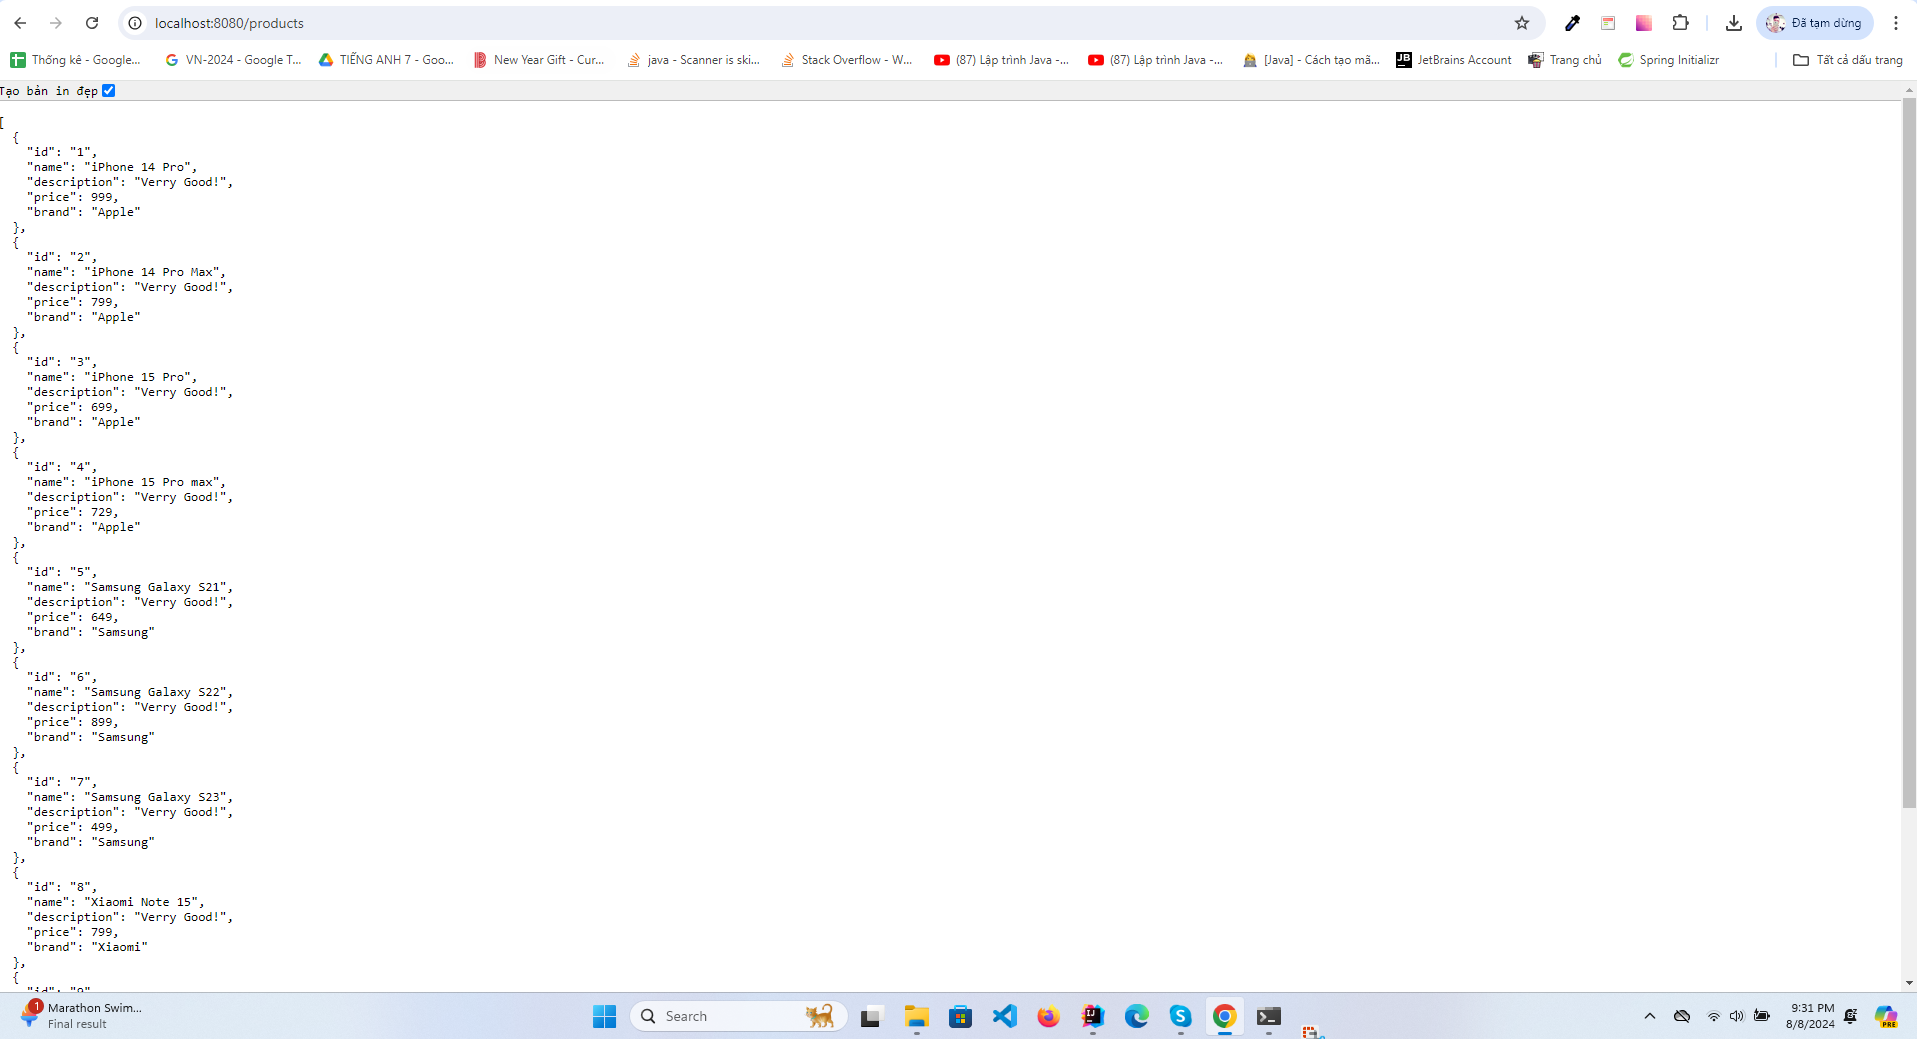 localhost:8080/products
Đã tạm dừng
Thống kê - Google...
VN-2024 - Google T...
TIẾNG ANH 7 - Goo...
New Year Gift - Cur...
java - Scanner is ski...
Stack Overflow - W...
(87) Lập trình Java -...
(87) Lập trình Java -...
[Java] - Cách tạo mã...
JetBrains Account
Trang chủ
Spring Initializr
Tất cả dấu trang
Tạo bản in đẹp
[
{
"id": "1",
"name": "iPhone 14 Pro",
"description": "Verry Good!",
"price": 999,
"brand": "Apple"
},
{
"id": "2",
"name": "iPhone 14 Pro Max",
"description": "Verry Good!",
"price": 799,
"brand": "Apple"
},
{
"id": "3",
"name": "iPhone 15 Pro",
"description": "Verry Good!",
"price": 699,
"brand": "Apple"
},
{
"id": "4",
"name": "iPhone 15 Pro max",
"description": "Verry Good!",
"price": 729,
"brand": "Apple"
},
{
"id": "5",
"name": "Samsung Galaxy S21",
"description": "Verry Good!",
"price": 649,
"brand": "Samsung"
},
{
"id": "6",
"name": "Samsung Galaxy S22",
"description": "Verry Good!",
"price": 899,
"brand": "Samsung"
},
{
"id": "7",
"name": "Samsung Galaxy S23",
"description": "Verry Good!",
"price": 499,
"brand": "Samsung"
},
{
"id": "8",
"name": "Xiaomi Note 15",
"description": "Verry Good!",
"price": 799,
"brand": "Xiaomi"
},
{
"id": "9"
1
Marathon Swim...
Final result
Search
9:31 PM
8/8/2024
PRE